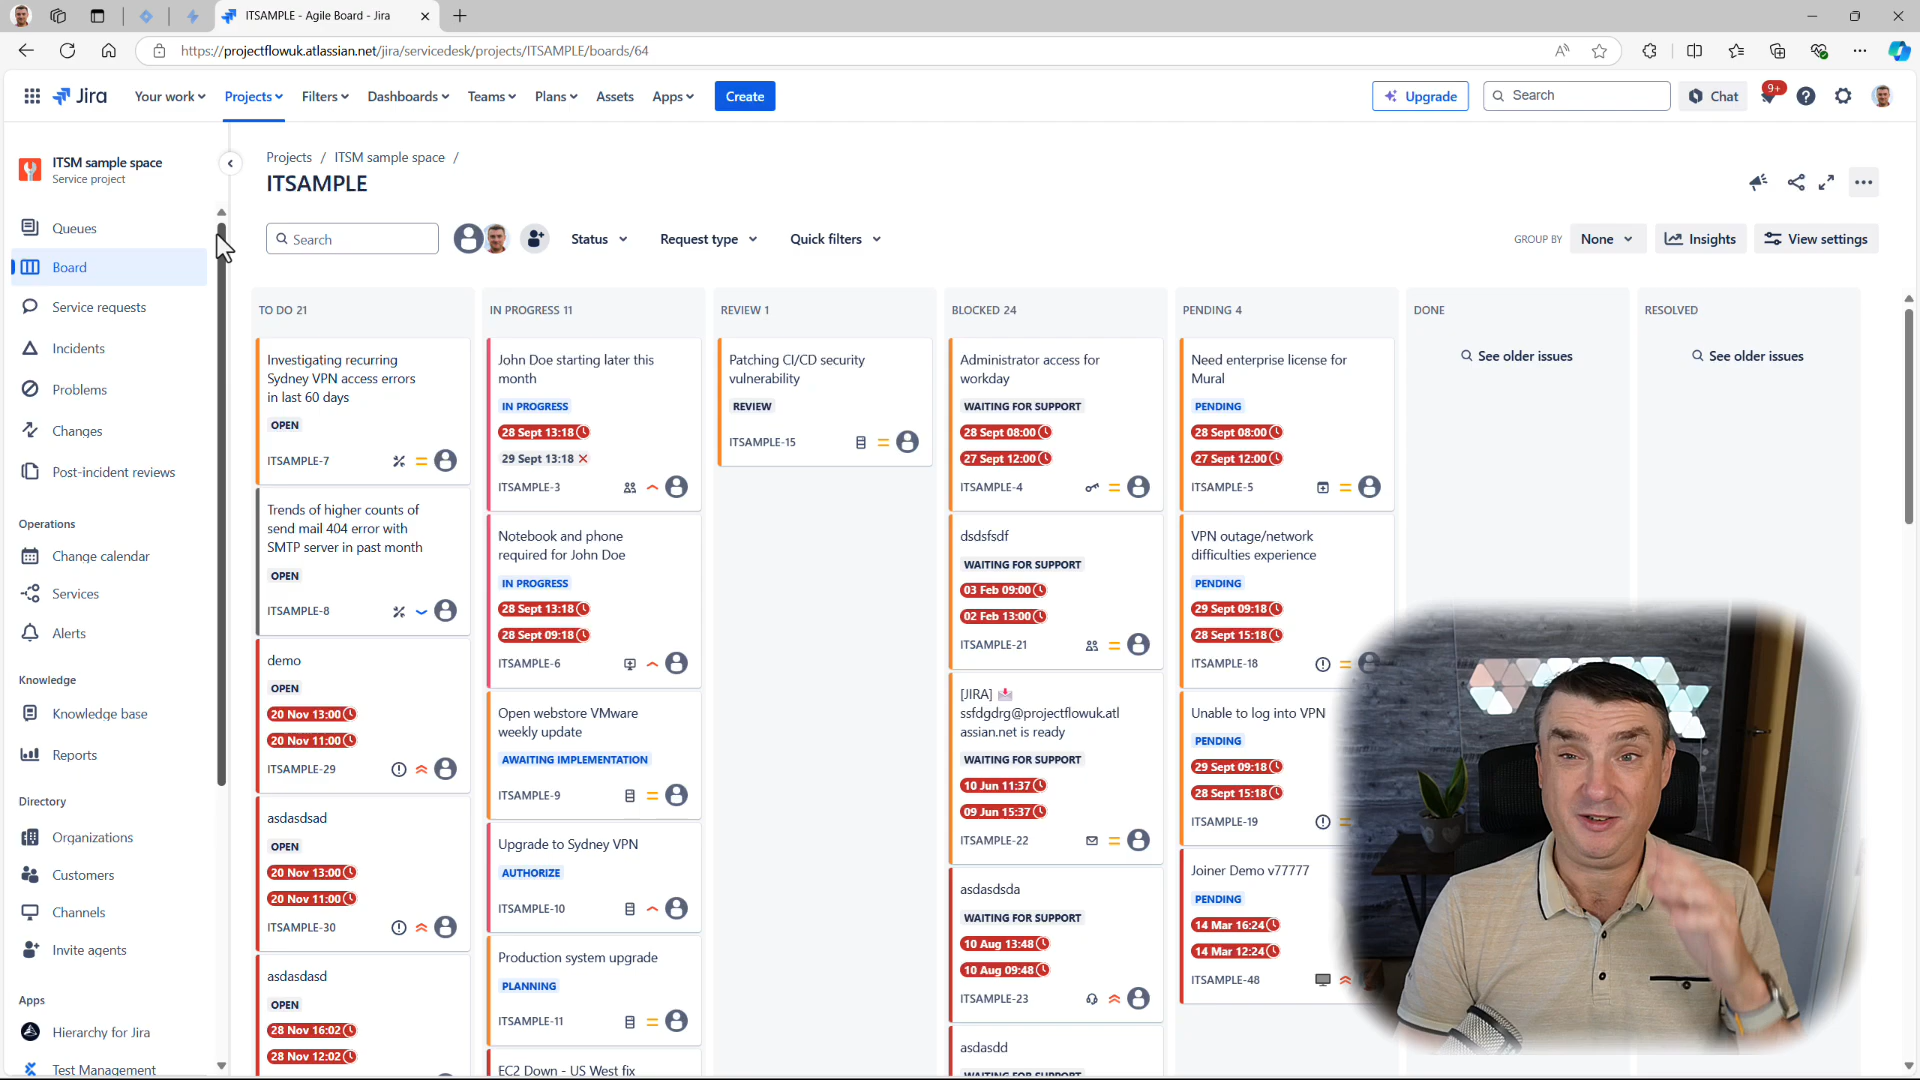 ITSAMPLE - Agile Board - Jira
https://projectflowuk.atlassian.net/jira/servicedesk/projects/ITSAMPLE/boards/64
Jira Your work Projects Filters Dashboards Teams Plans Assets Apps Create Upgrade Search Chat 9+
ITSM sample space
Service project
Queues
Board
Service requests
Incidents
Problems
Changes
Post-incident reviews
Operations
Change calendar
Services
Alerts
Knowledge
Knowledge base
Reports
Directory
Organizations
Customers
Channels
Invite agents
Apps
Hierarchy for Jira
Test Management
Projects / ITSM sample space /
ITSAMPLE
Search Status Request type Quick filters GROUP BY None Insights View settings
TO DO 21
Investigating recurring
Sydney VPN access errors
in last 60 days
OPEN
ITSAMPLE-7
Trends of higher counts of
send mail 404 error with
SMTP server in past month
OPEN
ITSAMPLE-8
demo
OPEN
20 Nov 13:00
20 Nov 11:00
ITSAMPLE-29
asdasdsad
OPEN
20 Nov 13:00
20 Nov 11:00
ITSAMPLE-30
asdasdasd
OPEN
28 Nov 16:02
28 Nov 12:02
IN PROGRESS 11
John Doe starting later this
month
IN PROGRESS
28 Sept 13:18
29 Sept 13:18
ITSAMPLE-3
Notebook and phone
required for John Doe
IN PROGRESS
28 Sept 13:18
28 Sept 09:18
ITSAMPLE-6
Open webstore VMware
weekly update
AWAITING IMPLEMENTATION
ITSAMPLE-9
Upgrade to Sydney VPN
AUTHORIZE
ITSAMPLE-10
Production system upgrade
PLANNING
ITSAMPLE-11
EC2 Down - US West fix
REVIEW 1
Patching CI/CD security
vulnerability
REVIEW
ITSAMPLE-15
BLOCKED 24
Administrator access for
workday
WAITING FOR SUPPORT
28 Sept 08:00
27 Sept 12:00
ITSAMPLE-4
dsdsfsdf
WAITING FOR SUPPORT
03 Feb 09:00
02 Feb 13:00
ITSAMPLE-21
[JIRA]
ssfdgdrg@projectflowuk.atl
assian.net is ready
WAITING FOR SUPPORT
10 Jun 11:37
09 Jun 15:37
ITSAMPLE-22
asdasdsda
WAITING FOR SUPPORT
10 Aug 13:48
10 Aug 09:48
ITSAMPLE-23
asdasdd
WAITING FOR SUPPORT
PENDING 4
Need enterprise license for
Mural
PENDING
28 Sept 08:00
27 Sept 12:00
ITSAMPLE-5
VPN outage/network
difficulties experience
PENDING
29 Sept 09:18
28 Sept 15:18
ITSAMPLE-18
Unable to log into VPN
PENDING
29 Sept 09:18
28 Sept 15:18
ITSAMPLE-19
Joiner Demo v77777
PENDING
14 Mar 16:24
14 Mar 12:24
ITSAMPLE-48
DONE
See older issues
RESOLVED
See older issues